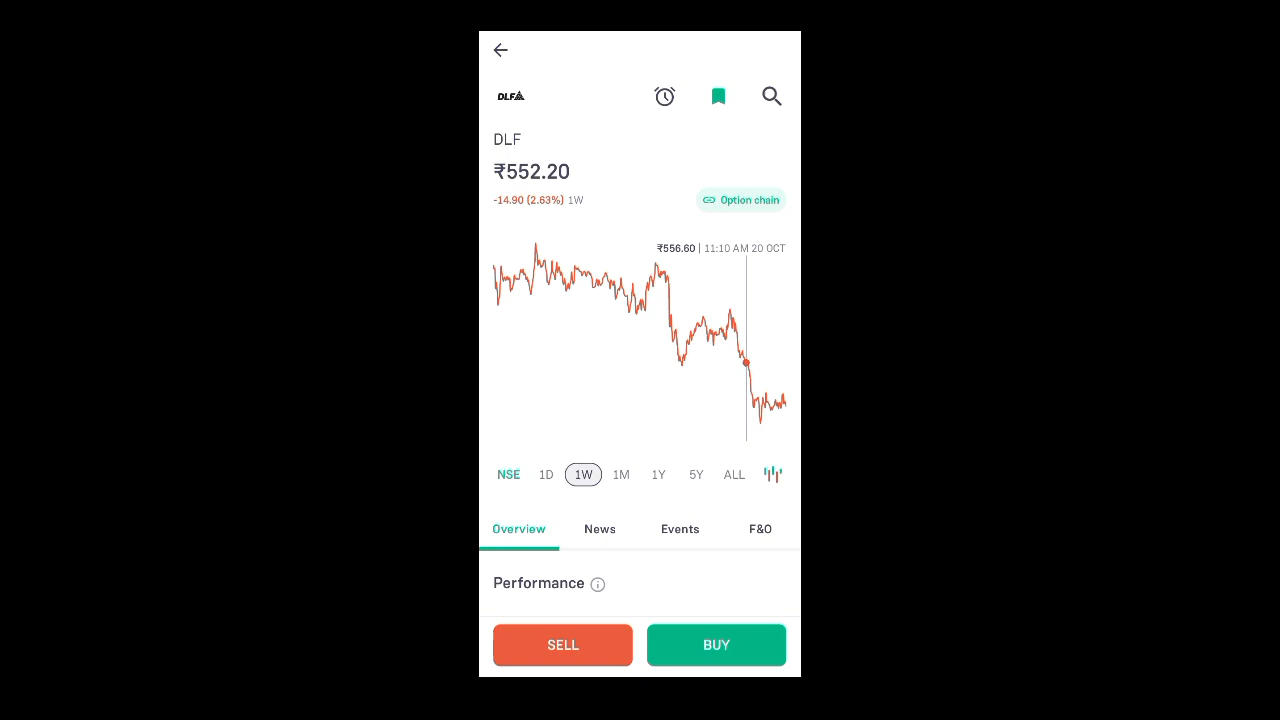 DLF
DLF
₹552.20
-14.90 (2.63%) 1W
Option chain
₹556.60 | 11:10 AM 20 OCT
NSE 1D 1W 1M 1Y 5Y ALL
Overview News Events F&O
Performance
SELL BUY